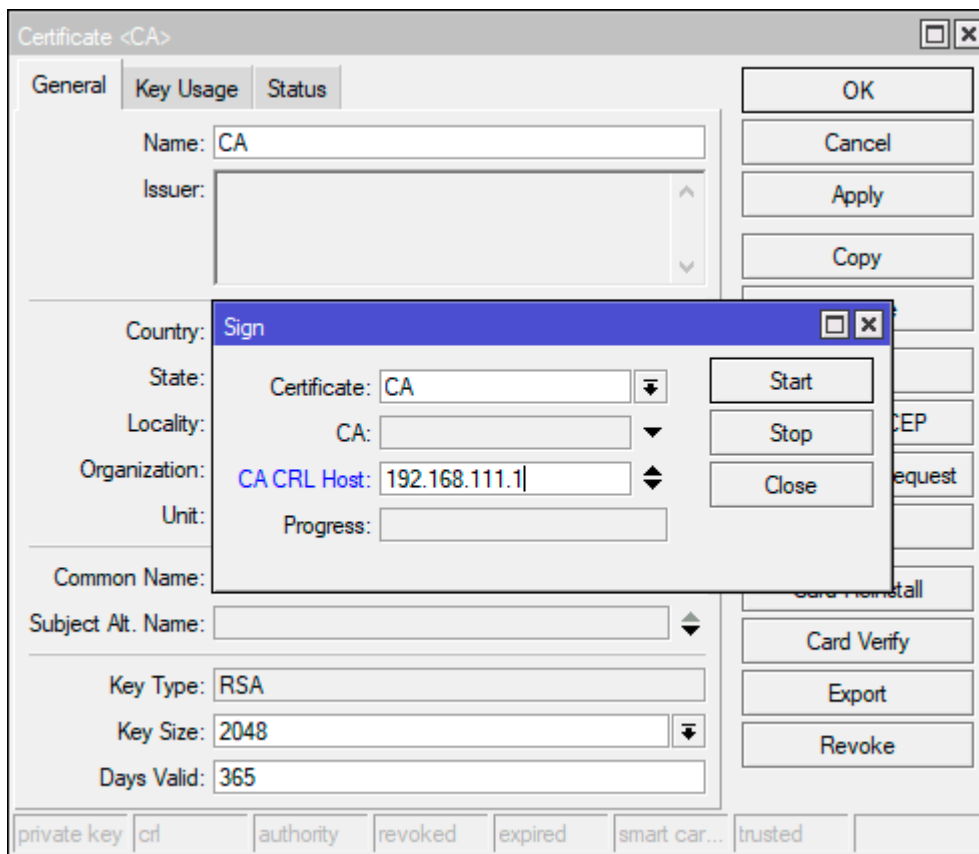 Certificate <CA>
General Key Usage Status
OK
Name: CA
Cancel
Issuer:
Apply
Copy
Sign
Country:
State:
Locality:
Organization:
Unit:
Certificate: CA
Start
CA:
Stop
CA CRL Host: 192.168.111.1
Close
Progress:
CEP
equest
Common Name:
Subject Alt. Name:
Card Verify
Key Type: RSA
Export
Key Size: 2048
Revoke
Days Valid: 365
private key crl authority revoked expired smart car... trusted